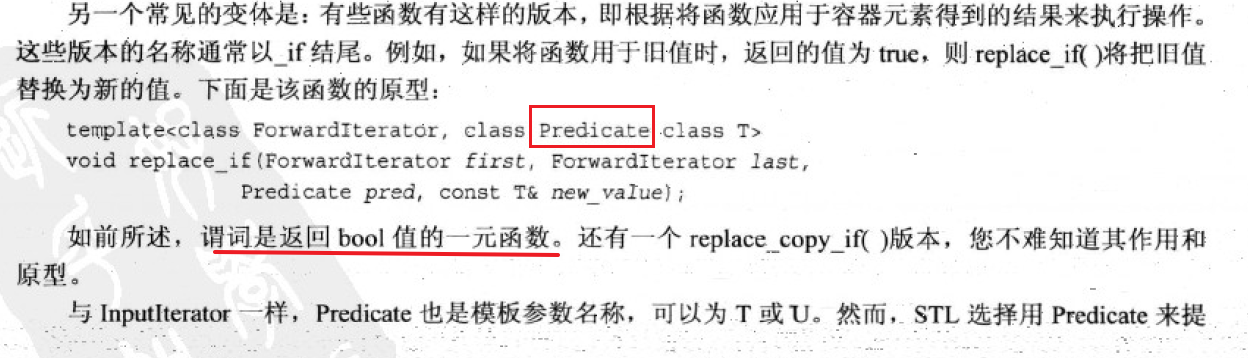 另一个常见的变体是：有些函数有这样的版本，即根据将函数应用于容器元素得到的结果来执行操作。
这些版本的名称通常以_if 结尾。例如，如果将函数用于旧值时，返回的值为 true，则 replace_if( )将把旧值
替换为新的值。下面是该函数的原型：
template<class ForwardIterator, class Predicate class T>
void replace_if(ForwardIterator first, ForwardIterator last,
Predicate pred, const T& new_value);
如前所述，谓词是返回 bool 值的一元函数。还有一个 replace_copy_if( )版本，您不难知道其作用和
原型。
与 InputIterator 一样，Predicate 也是模板参数名称，可以为 T 或 U。然而，STL 选择用 Predicate 来提